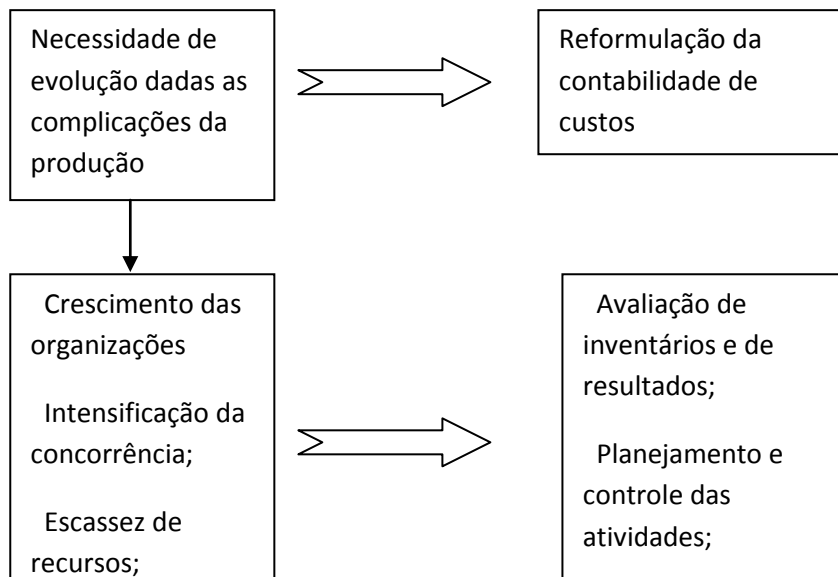 Necessidade de
evolução dadas as
complicações da
produção
Reformulação da
contabilidade de
custos
Crescimento das
organizações
Intensificação da
concorrência;
Escassez de
recursos;
Avaliação de
inventários e de
resultados;
Planejamento e
controle das
atividades;